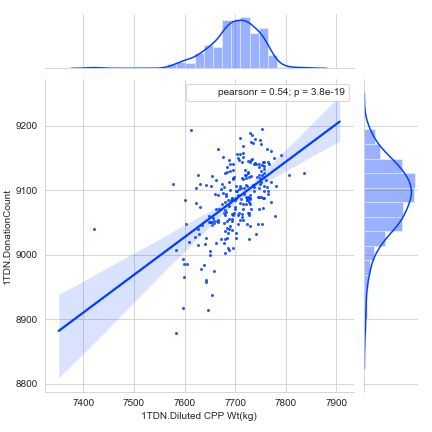 pearsonr = 0.54; p = 3.8e-19
9200
9100
9000
8900
8800
1TDN.DonationCount
7400 7500 7600 7700 7800 7900
1TDN.Diluted CPP Wt(kg)